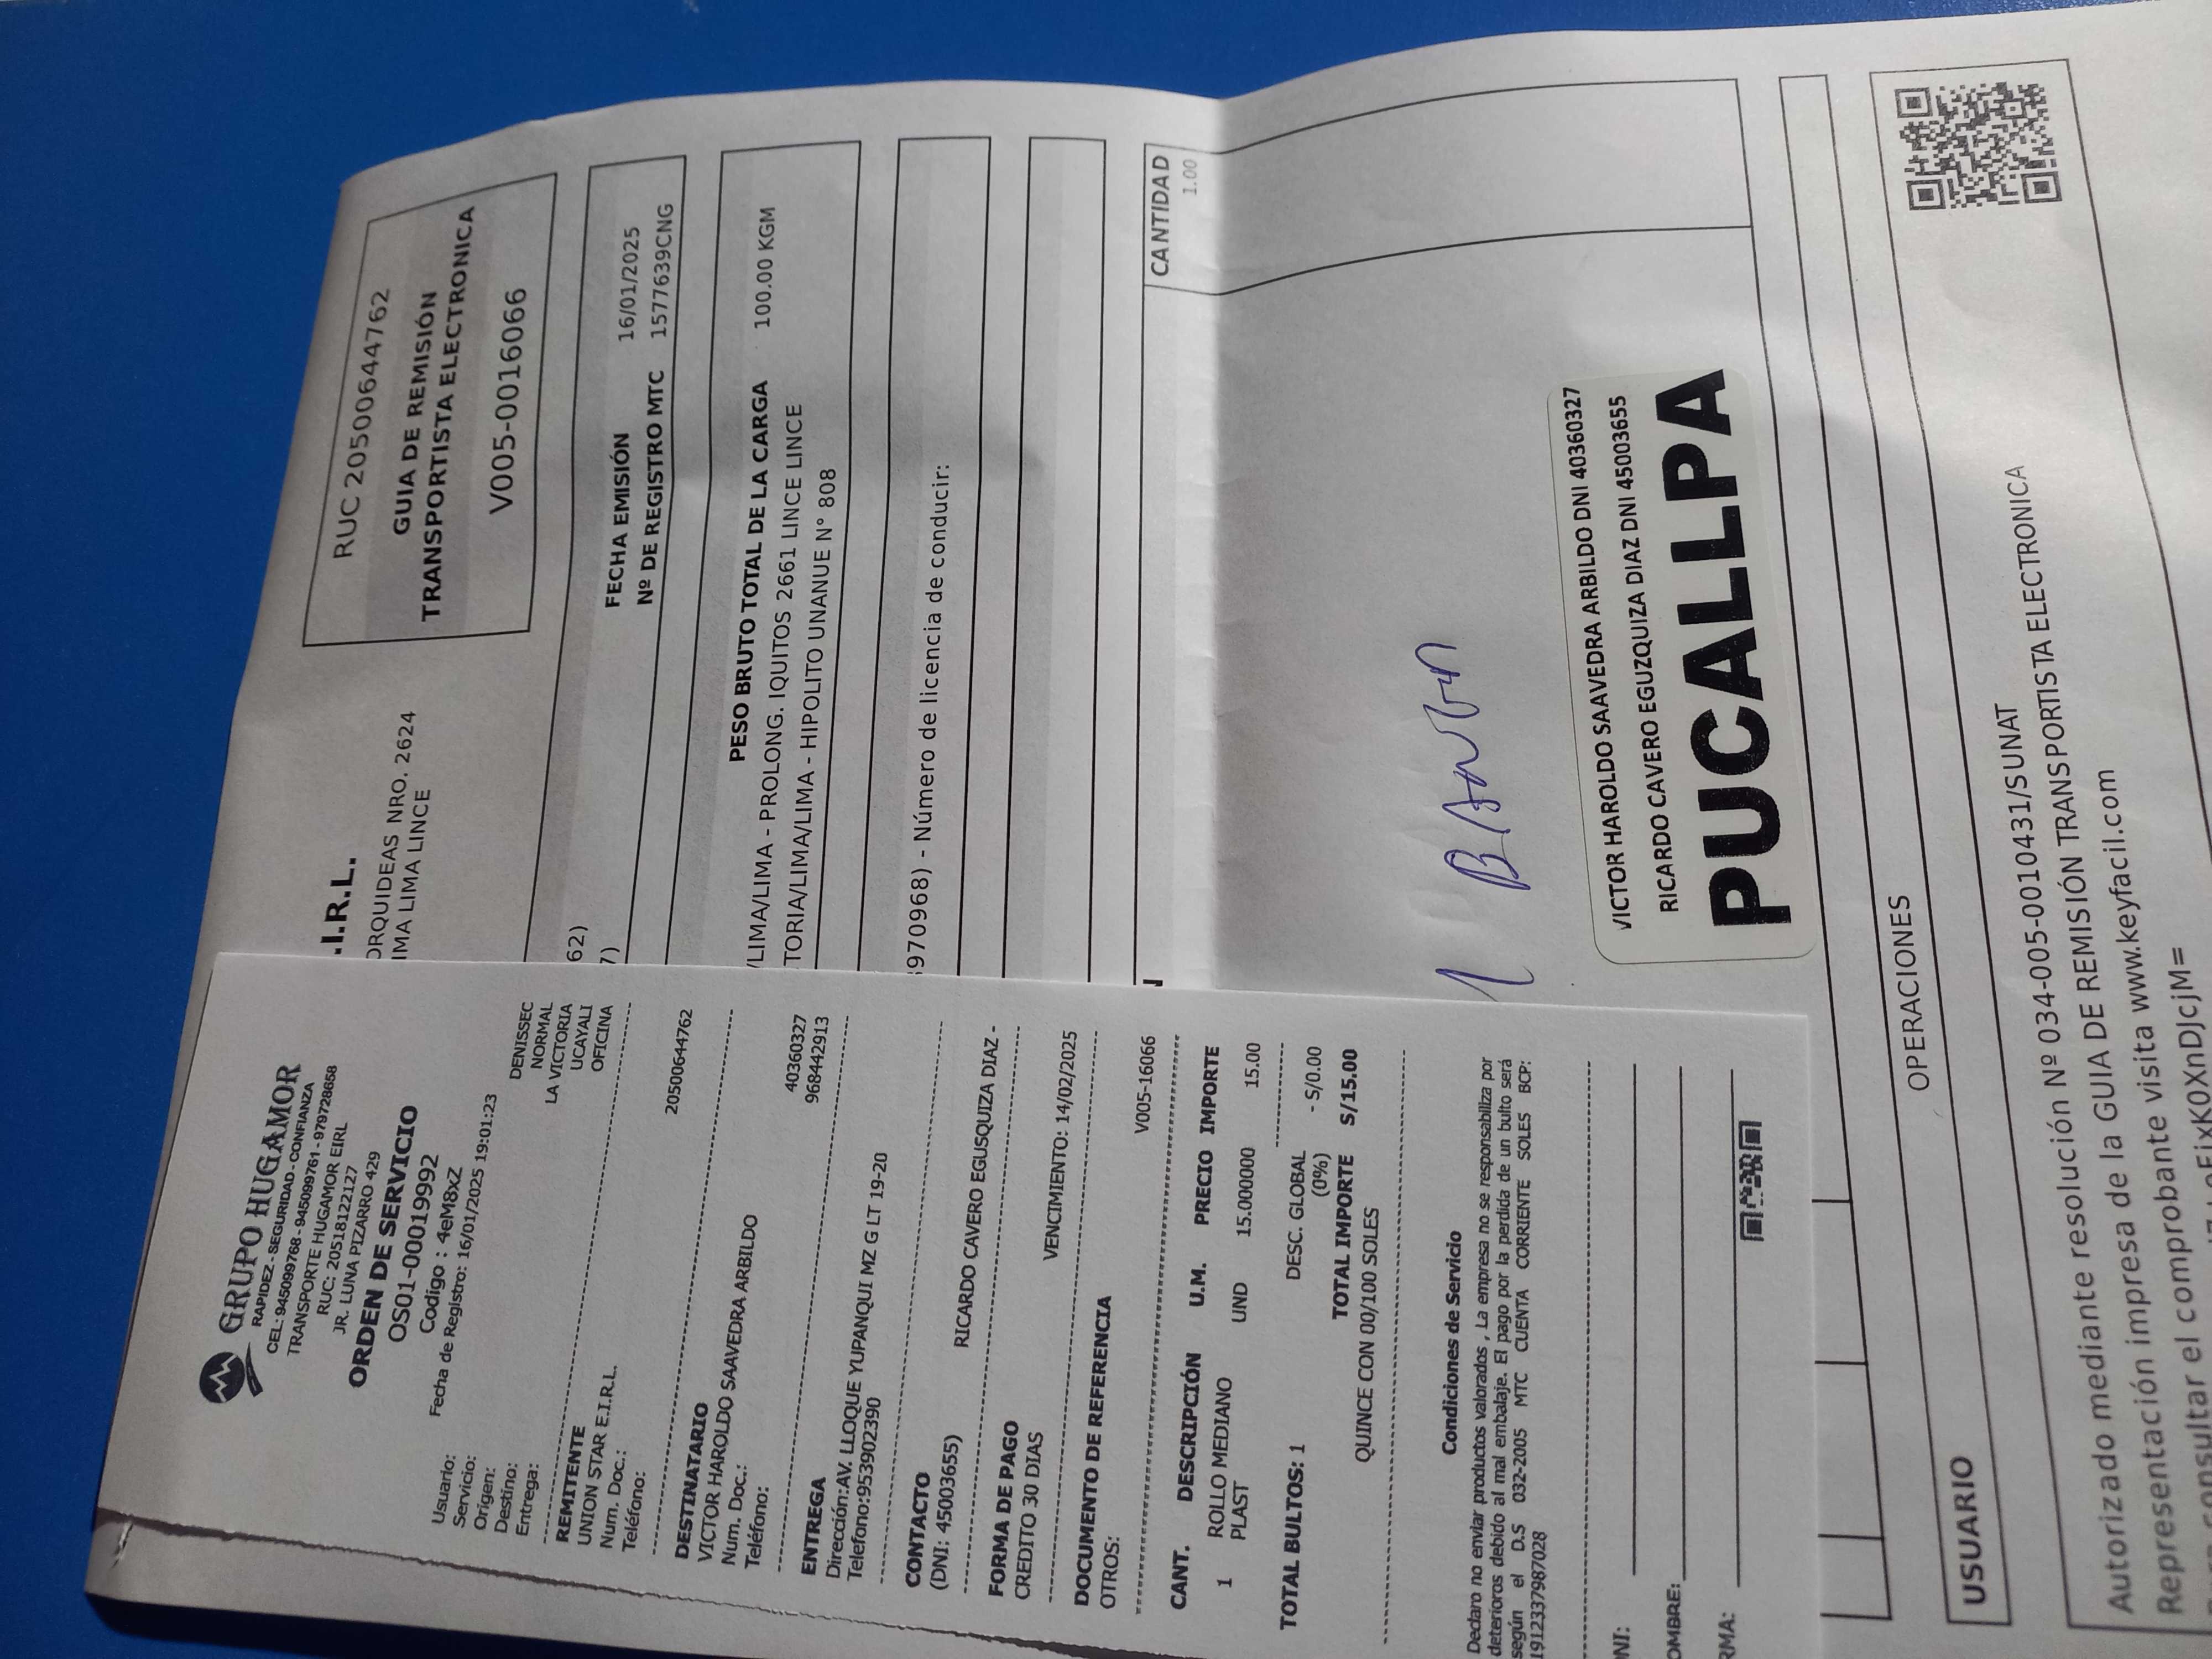 GRUPO HUGAMOR
RAPIDEZ - SEGURIDAD - CONFIANZA
CEL: 945099768 - 945099761 - 979728658
TRANSPORTE HUGAMOR EIRL
RUC: 20518122127
JR. LUNA PIZARRO 429
ORDEN DE SERVICIO
OS01-00019992
Codigo : 4eM8xZ
Fecha de Registro: 16/01/2025 19:01:23
Usuario: DENISSEC
Servicio: NORMAL
Origen: LA VICTORIA
Destino: UCAYALI
Entrega: OFICINA
REMITENTE
UNION STAR E.I.R.L.
Num. Doc.: 20500644762
Teléfono:
DESTINATARIO
VICTOR HAROLDO SAAVEDRA ARBILDO
Num. Doc.: 40360327
Teléfono: 968442913
ENTREGA
Dirección:AV. LLOQUE YUPANQUI MZ G LT 19-20
Telefono:953902390
CONTACTO
(DNI: 45003655) RICARDO CAVERO EGUSQUIZA DIAZ -
FORMA DE PAGO
CREDITO 30 DIAS VENCIMIENTO: 14/02/2025
DOCUMENTO DE REFERENCIA
OTROS: V005-16066
CANT. DESCRIPCIÓN U.M. PRECIO IMPORTE
1 ROLLO MEDIANO UND 15.000000 15.00
PLAST
TOTAL BULTOS: 1 DESC. GLOBAL - S/0.00
(0%)
TOTAL IMPORTE S/15.00
QUINCE CON 00/100 SOLES
Condiciones de Servicio
Declaro no enviar productos valorados , La empresa no se responsabiliza por
deterioros debido al mal embalaje. El pago por la perdida de un bulto será
según el D.S 032-2005 MTC CUENTA CORRIENTE SOLES BCP:
1912337987028
NI:
OMBRE:
RMA:
.I.R.L.
ORQUIDEAS NRO. 2624
IMA LIMA LINCE
RUC 20500644762
GUIA DE REMISIÓN
TRANSPORTISTA ELECTRONICA
V005-0016066
62) FECHA EMISIÓN 16/01/2025
7) Nº DE REGISTRO MTC 1577639CNG
PESO BRUTO TOTAL DE LA CARGA 100.00 KGM
/LIMA/LIMA - PROLONG. IQUITOS 2661 LINCE LINCE
TORIA/LIMA/LIMA - HIPOLITO UNANUE N° 808
970968) - Número de licencia de conducir:
CANTIDAD
1.00
VICTOR HAROLDO SAAVEDRA ARBILDO DNI 40360327
RICARDO CAVERO EGUZQUIZA DIAZ DNI 45003655
PUCALLPA
OPERACIONES
USUARIO
Autorizado mediante resolución Nº 034-005-0010431/SUNAT
Representación impresa de la GUIA DE REMISIÓN TRANSPORTISTA ELECTRONICA
consultar el comprobante visita www.keyfacil.com